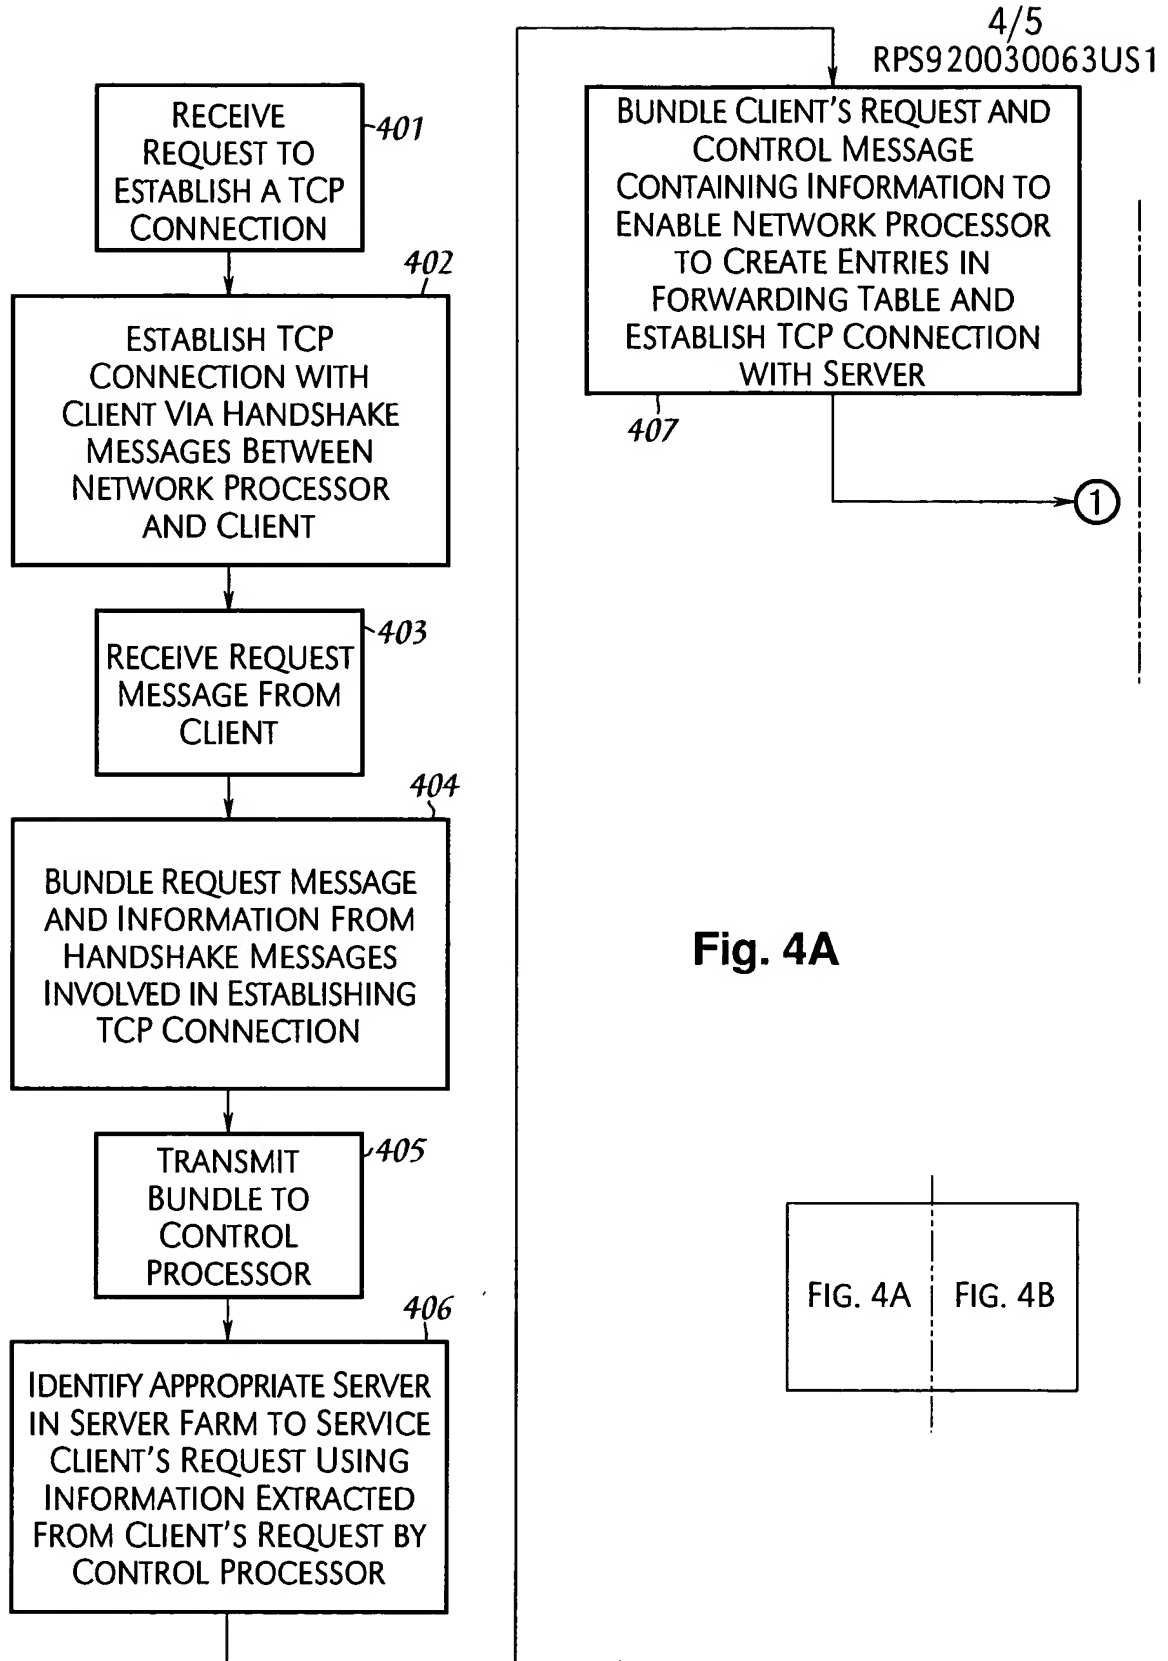 4/5
RPS920030063US1
RECEIVE
REQUEST TO
ESTABLISH A TCP
CONNECTION
401
402
ESTABLISH TCP
CONNECTION WITH
CLIENT VIA HANDSHAKE
MESSAGES BETWEEN
NETWORK PROCESSOR
AND CLIENT
403
RECEIVE REQUEST
MESSAGE FROM
CLIENT
404
BUNDLE REQUEST MESSAGE
AND INFORMATION FROM
HANDSHAKE MESSAGES
INVOLVED IN ESTABLISHING
TCP CONNECTION
405
TRANSMIT
BUNDLE TO
CONTROL
PROCESSOR
406
IDENTIFY APPROPRIATE SERVER
IN SERVER FARM TO SERVICE
CLIENT'S REQUEST USING
INFORMATION EXTRACTED
FROM CLIENT'S REQUEST BY
CONTROL PROCESSOR
BUNDLE CLIENT'S REQUEST AND
CONTROL MESSAGE
CONTAINING INFORMATION TO
ENABLE NETWORK PROCESSOR
TO CREATE ENTRIES IN
FORWARDING TABLE AND
ESTABLISH TCP CONNECTION
WITH SERVER
407
1
Fig. 4A
FIG. 4A
FIG. 4B